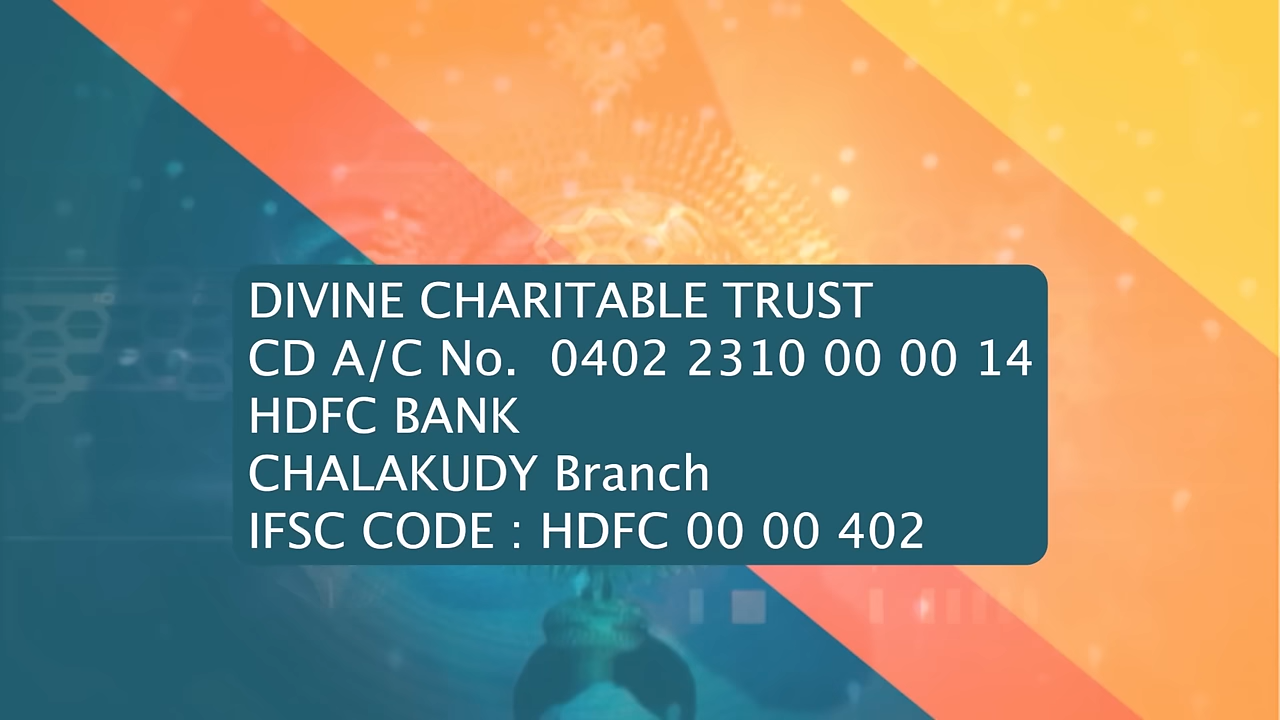 DIVINE CHARITABLE TRUST
CD A/C No.  0402 2310 00 00 14
HDFC BANK
CHALAKUDY Branch
IFSC CODE : HDFC 00 00 402